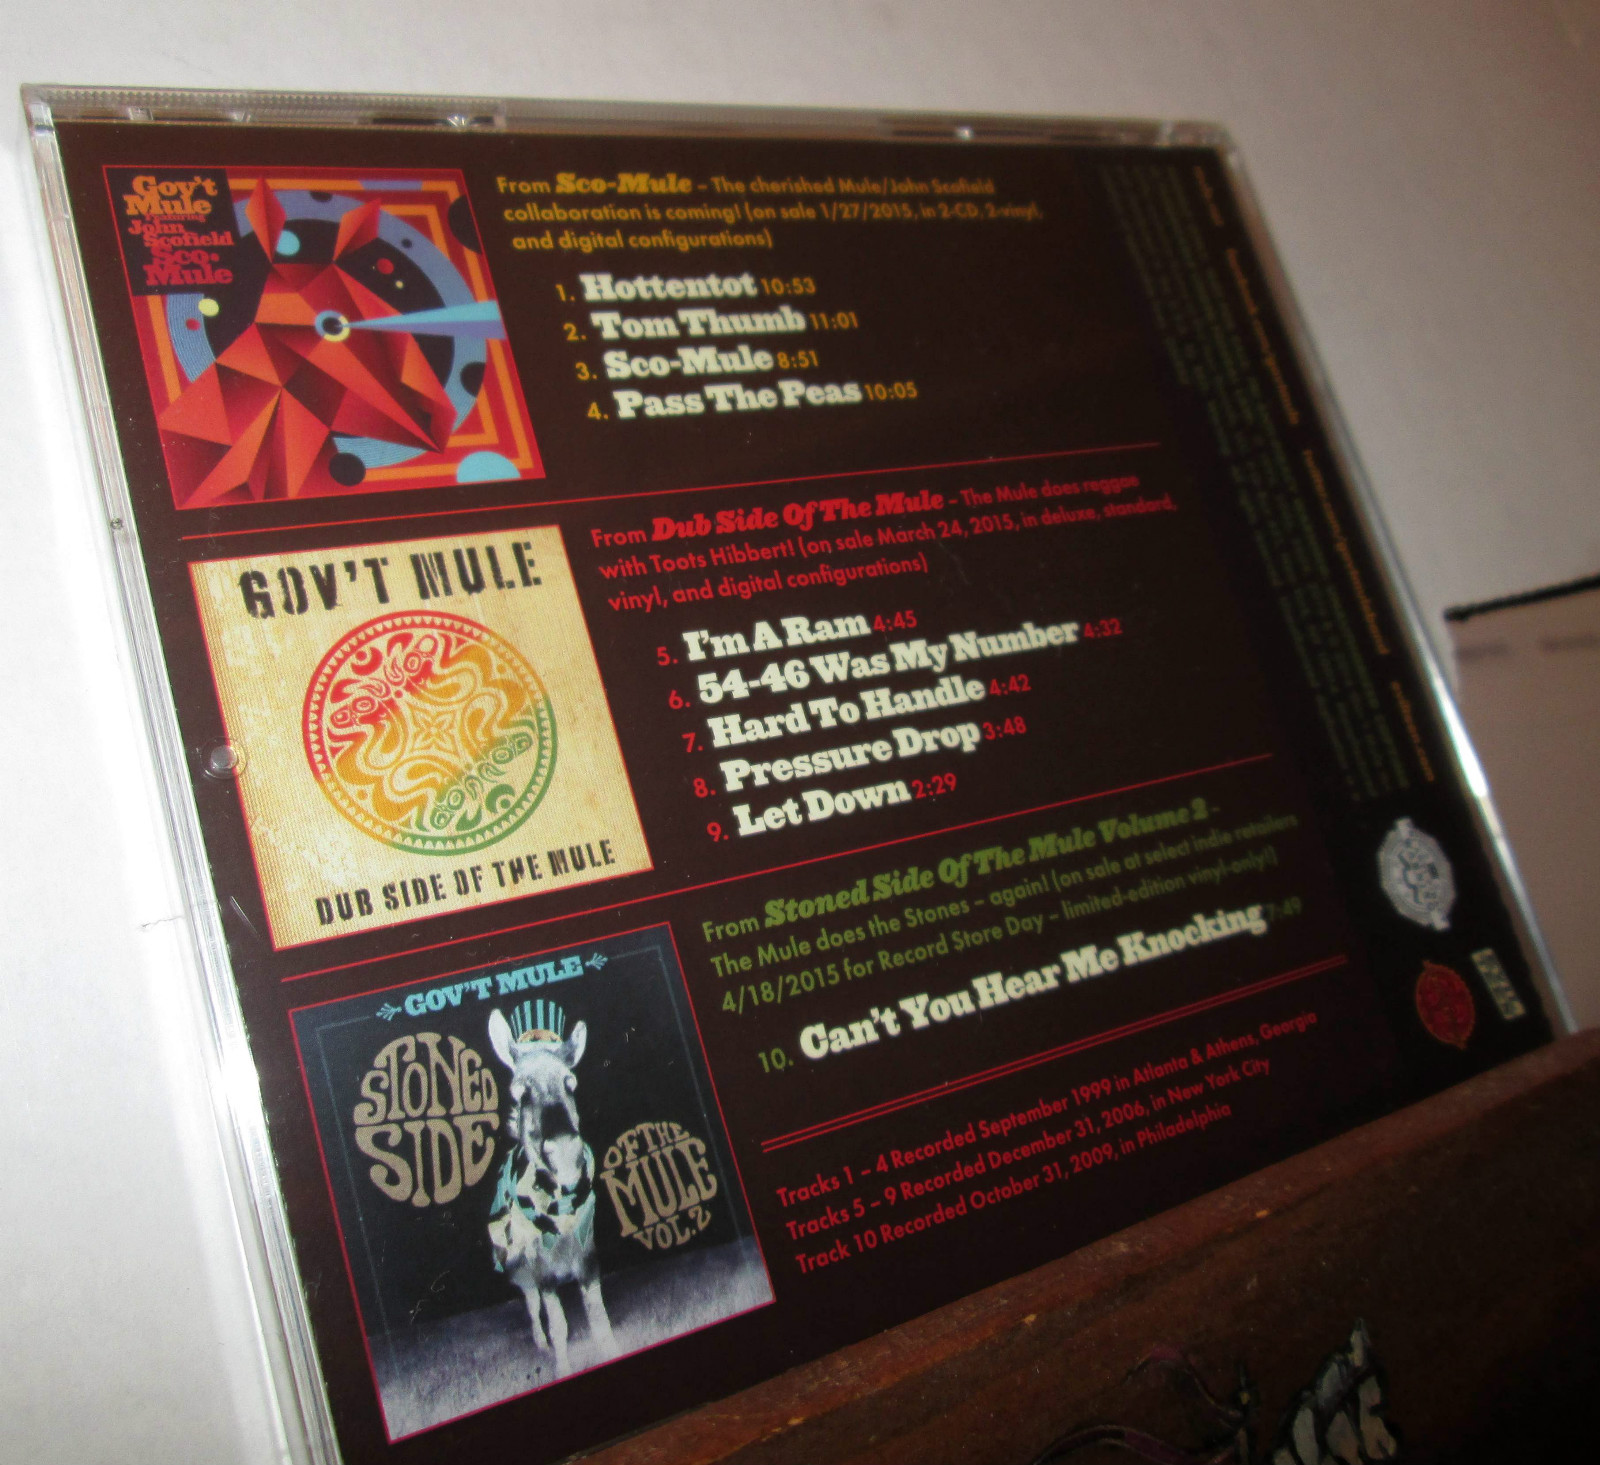 Gov't
Mule
Featuring
John
Scofield
Sco-
Mule
From Sco-Mule – The cherished Mule/John Scofield
collaboration is coming! (on sale 1/27/2015, in 2-CD, 2-vinyl,
and digital configurations)
1. Hottentot 10:53
2. Tom Thumb 11:01
3. Sco-Mule 8:51
4. Pass The Peas 10:05
GOV'T MULE
DUB SIDE OF THE MULE
From Dub Side Of The Mule – The Mule does reggae
with Toots Hibbert! (on sale March 24, 2015, in deluxe, standard,
vinyl, and digital configurations)
5. I'm A Ram 4:45
6. 54-46 Was My Number 4:32
7. Hard To Handle 4:42
8. Pressure Drop 3:48
9. Let Down 2:29
GOV'T MULE
STONED
SIDE
OF THE
MULE
VOL.2
From Stoned Side Of The Mule Volume 2 –
The Mule does the Stones – again! (on sale at select indie retailers
4/18/2015 for Record Store Day – limited-edition vinyl-only!)
10. Can't You Hear Me Knocking 7:49
Tracks 1 – 4 Recorded September 1999 in Atlanta & Athens, Georgia
Tracks 5 – 9 Recorded December 31, 2006, in New York City
Track 10 Recorded October 31, 2009, in Philadelphia